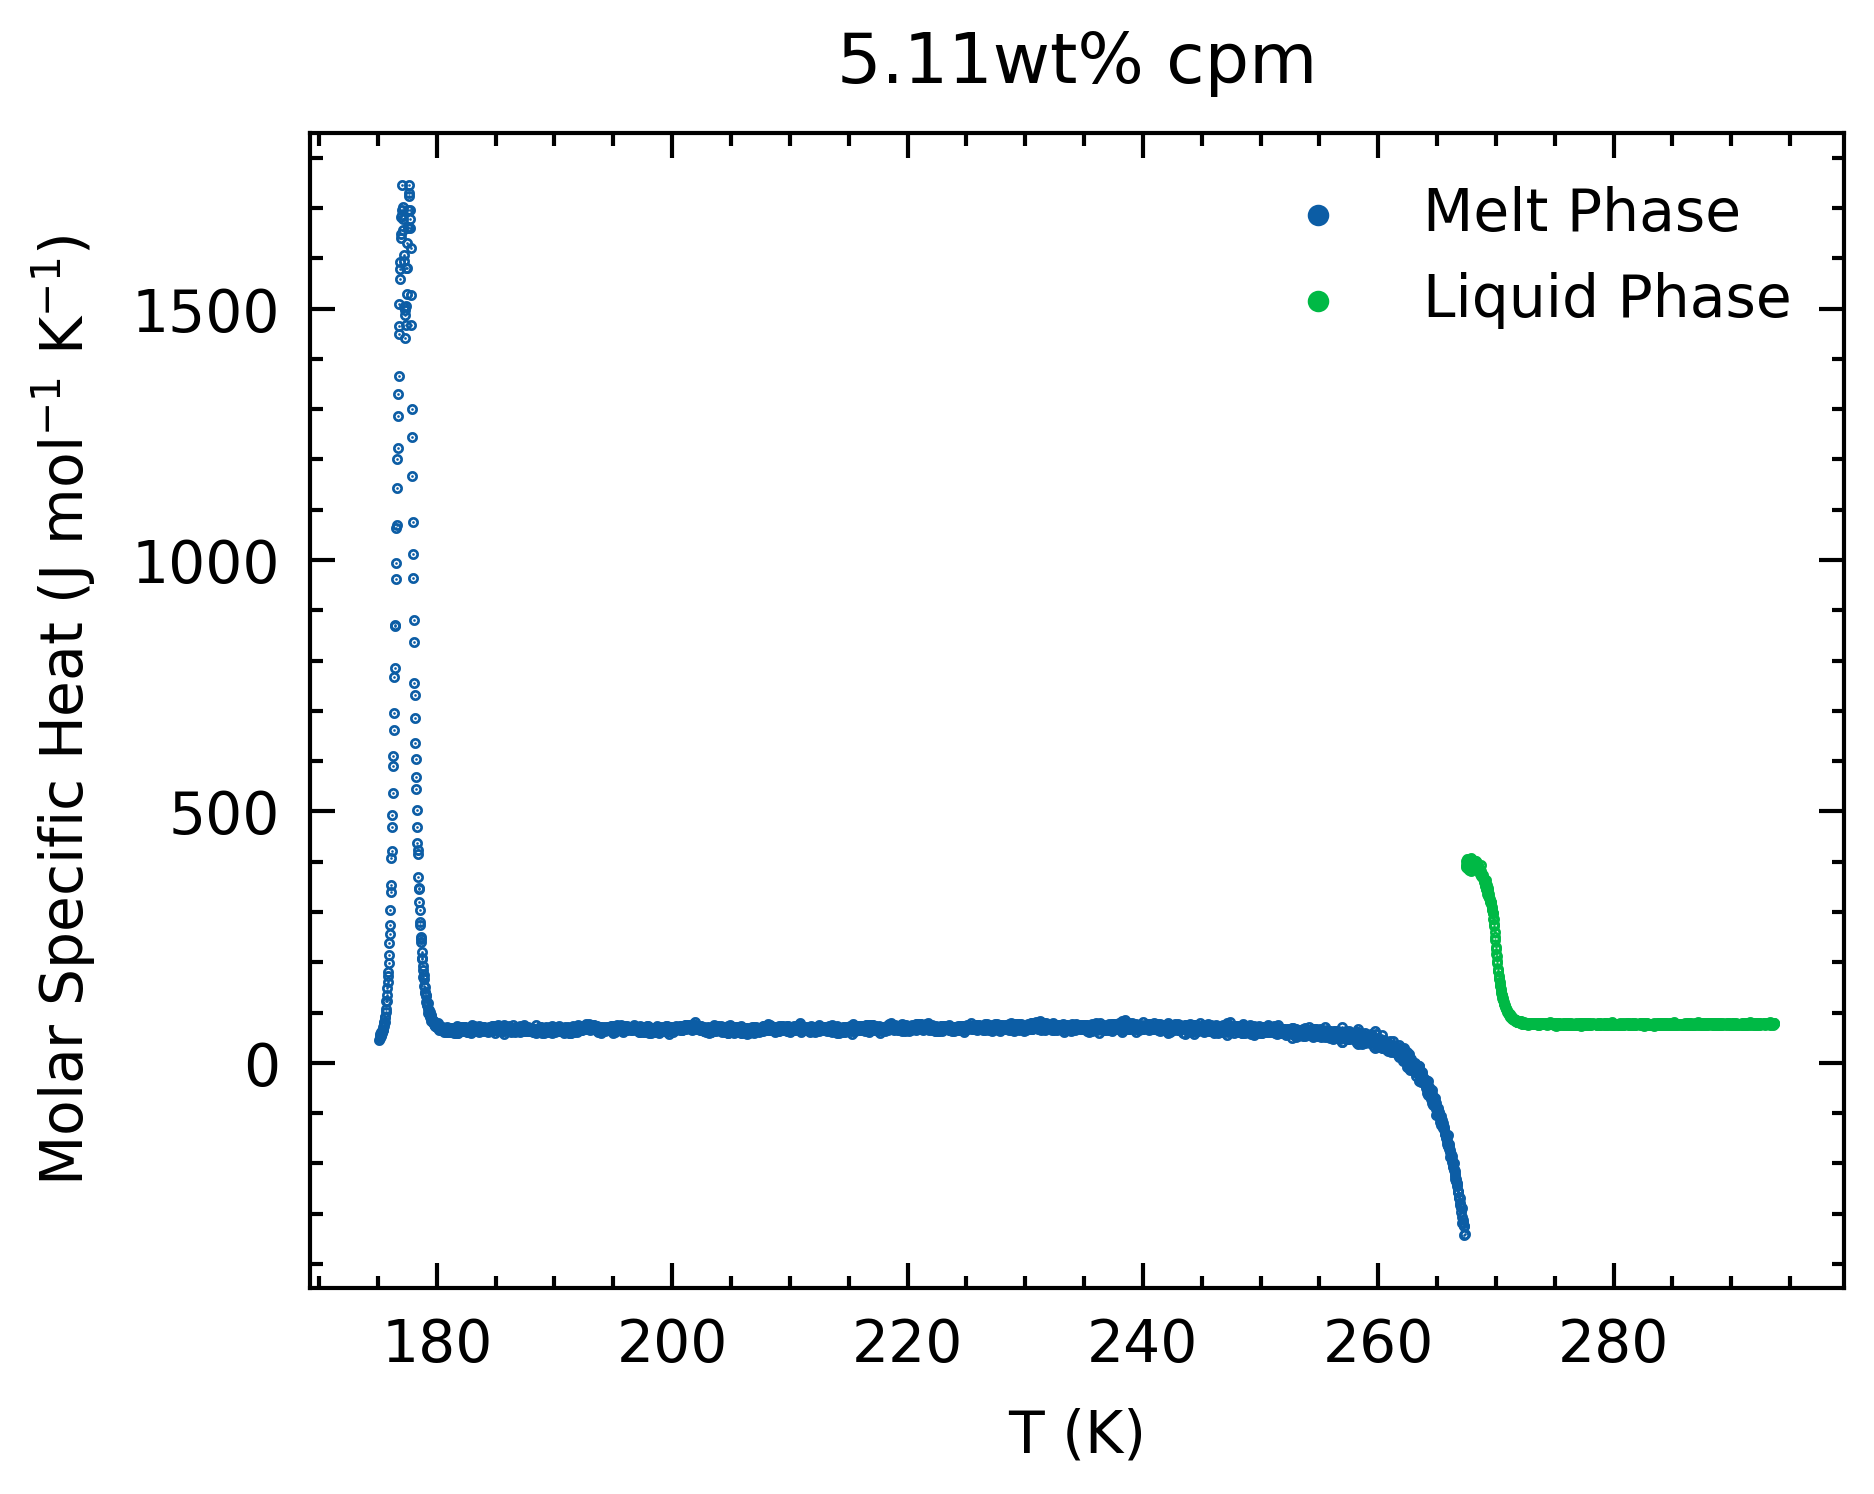 5.11wt% cpm
Molar Specific Heat (J mol⁻¹ K⁻¹)
1500
1000
500
0
Melt Phase
Liquid Phase
180 200 220 240 260 280
T (K)